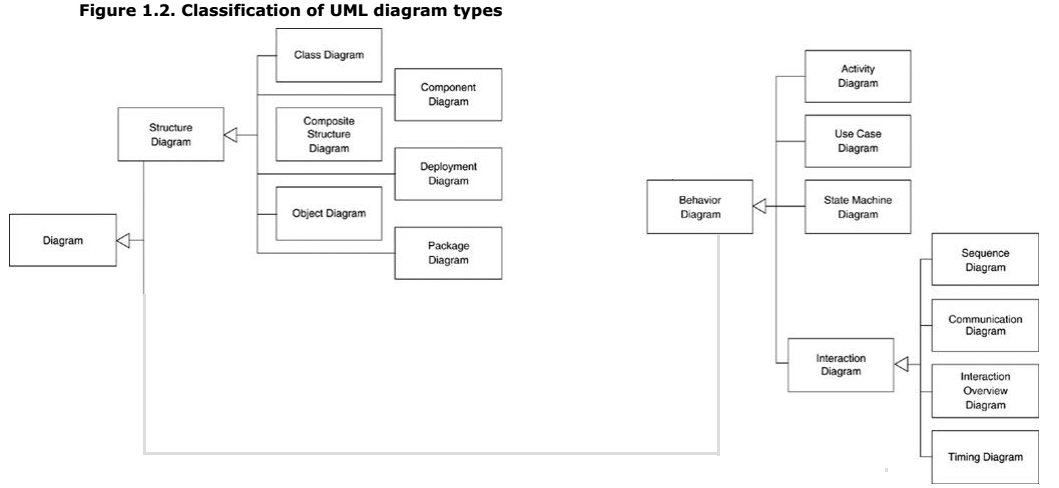 Figure 1.2. Classification of UML diagram types
Class Diagram
Component
Diagram
Structure
Diagram
Composite
Structure
Diagram
Deployment
Diagram
Object Diagram
Diagram
Package
Diagram
Activity
Diagram
Use Case
Diagram
Behavior
Diagram
State Machine
Diagram
Sequence
Diagram
Communication
Diagram
Interaction
Diagram
Interaction
Overview
Diagram
Timing Diagram